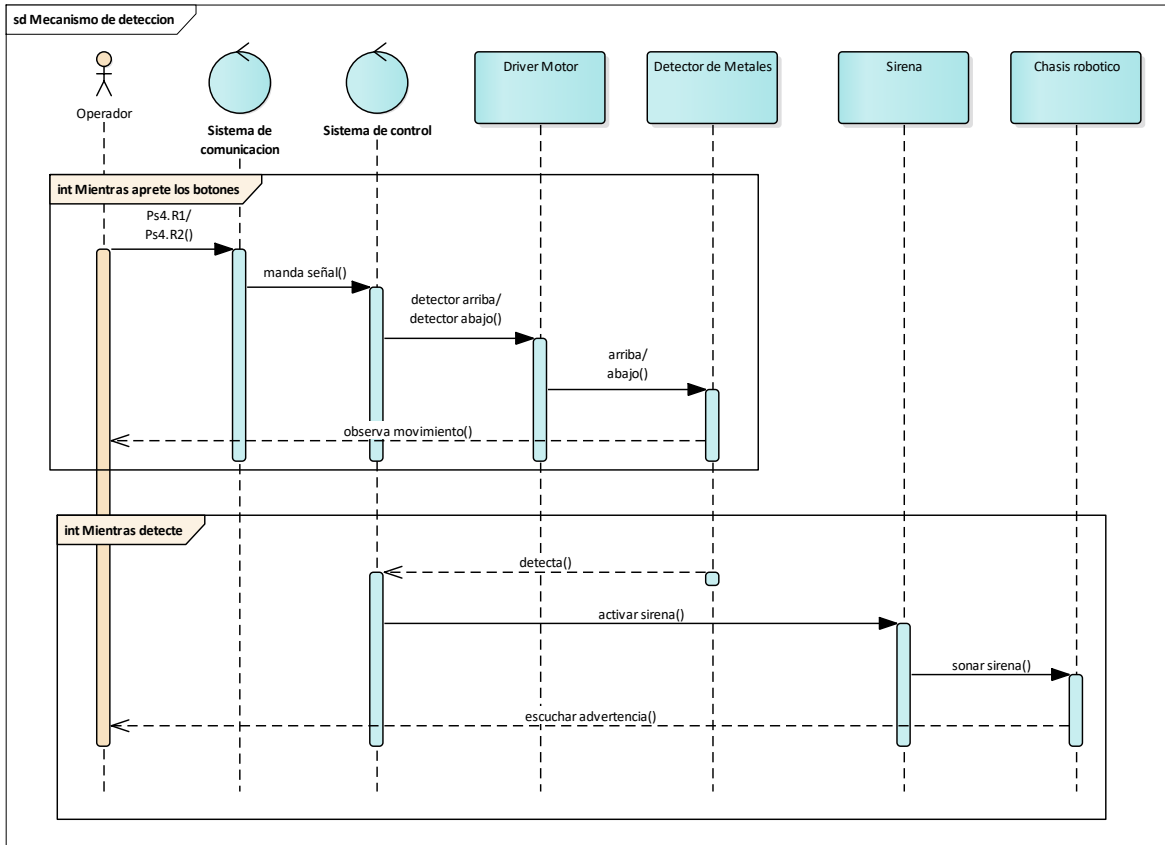 sd Mecanismo de deteccion
Operador
Sistema de
comunicacion
Sistema de control
Driver Motor
Detector de Metales
Sirena
Chasis robotico
int Mientras aprete los botones
Ps4.R1/
Ps4.R2()
manda señal()
detector arriba/
detector abajo()
arriba/
abajo()
observa movimiento()
int Mientras detecte
detecta()
activar sirena()
sonar sirena()
escuchar advertencia()